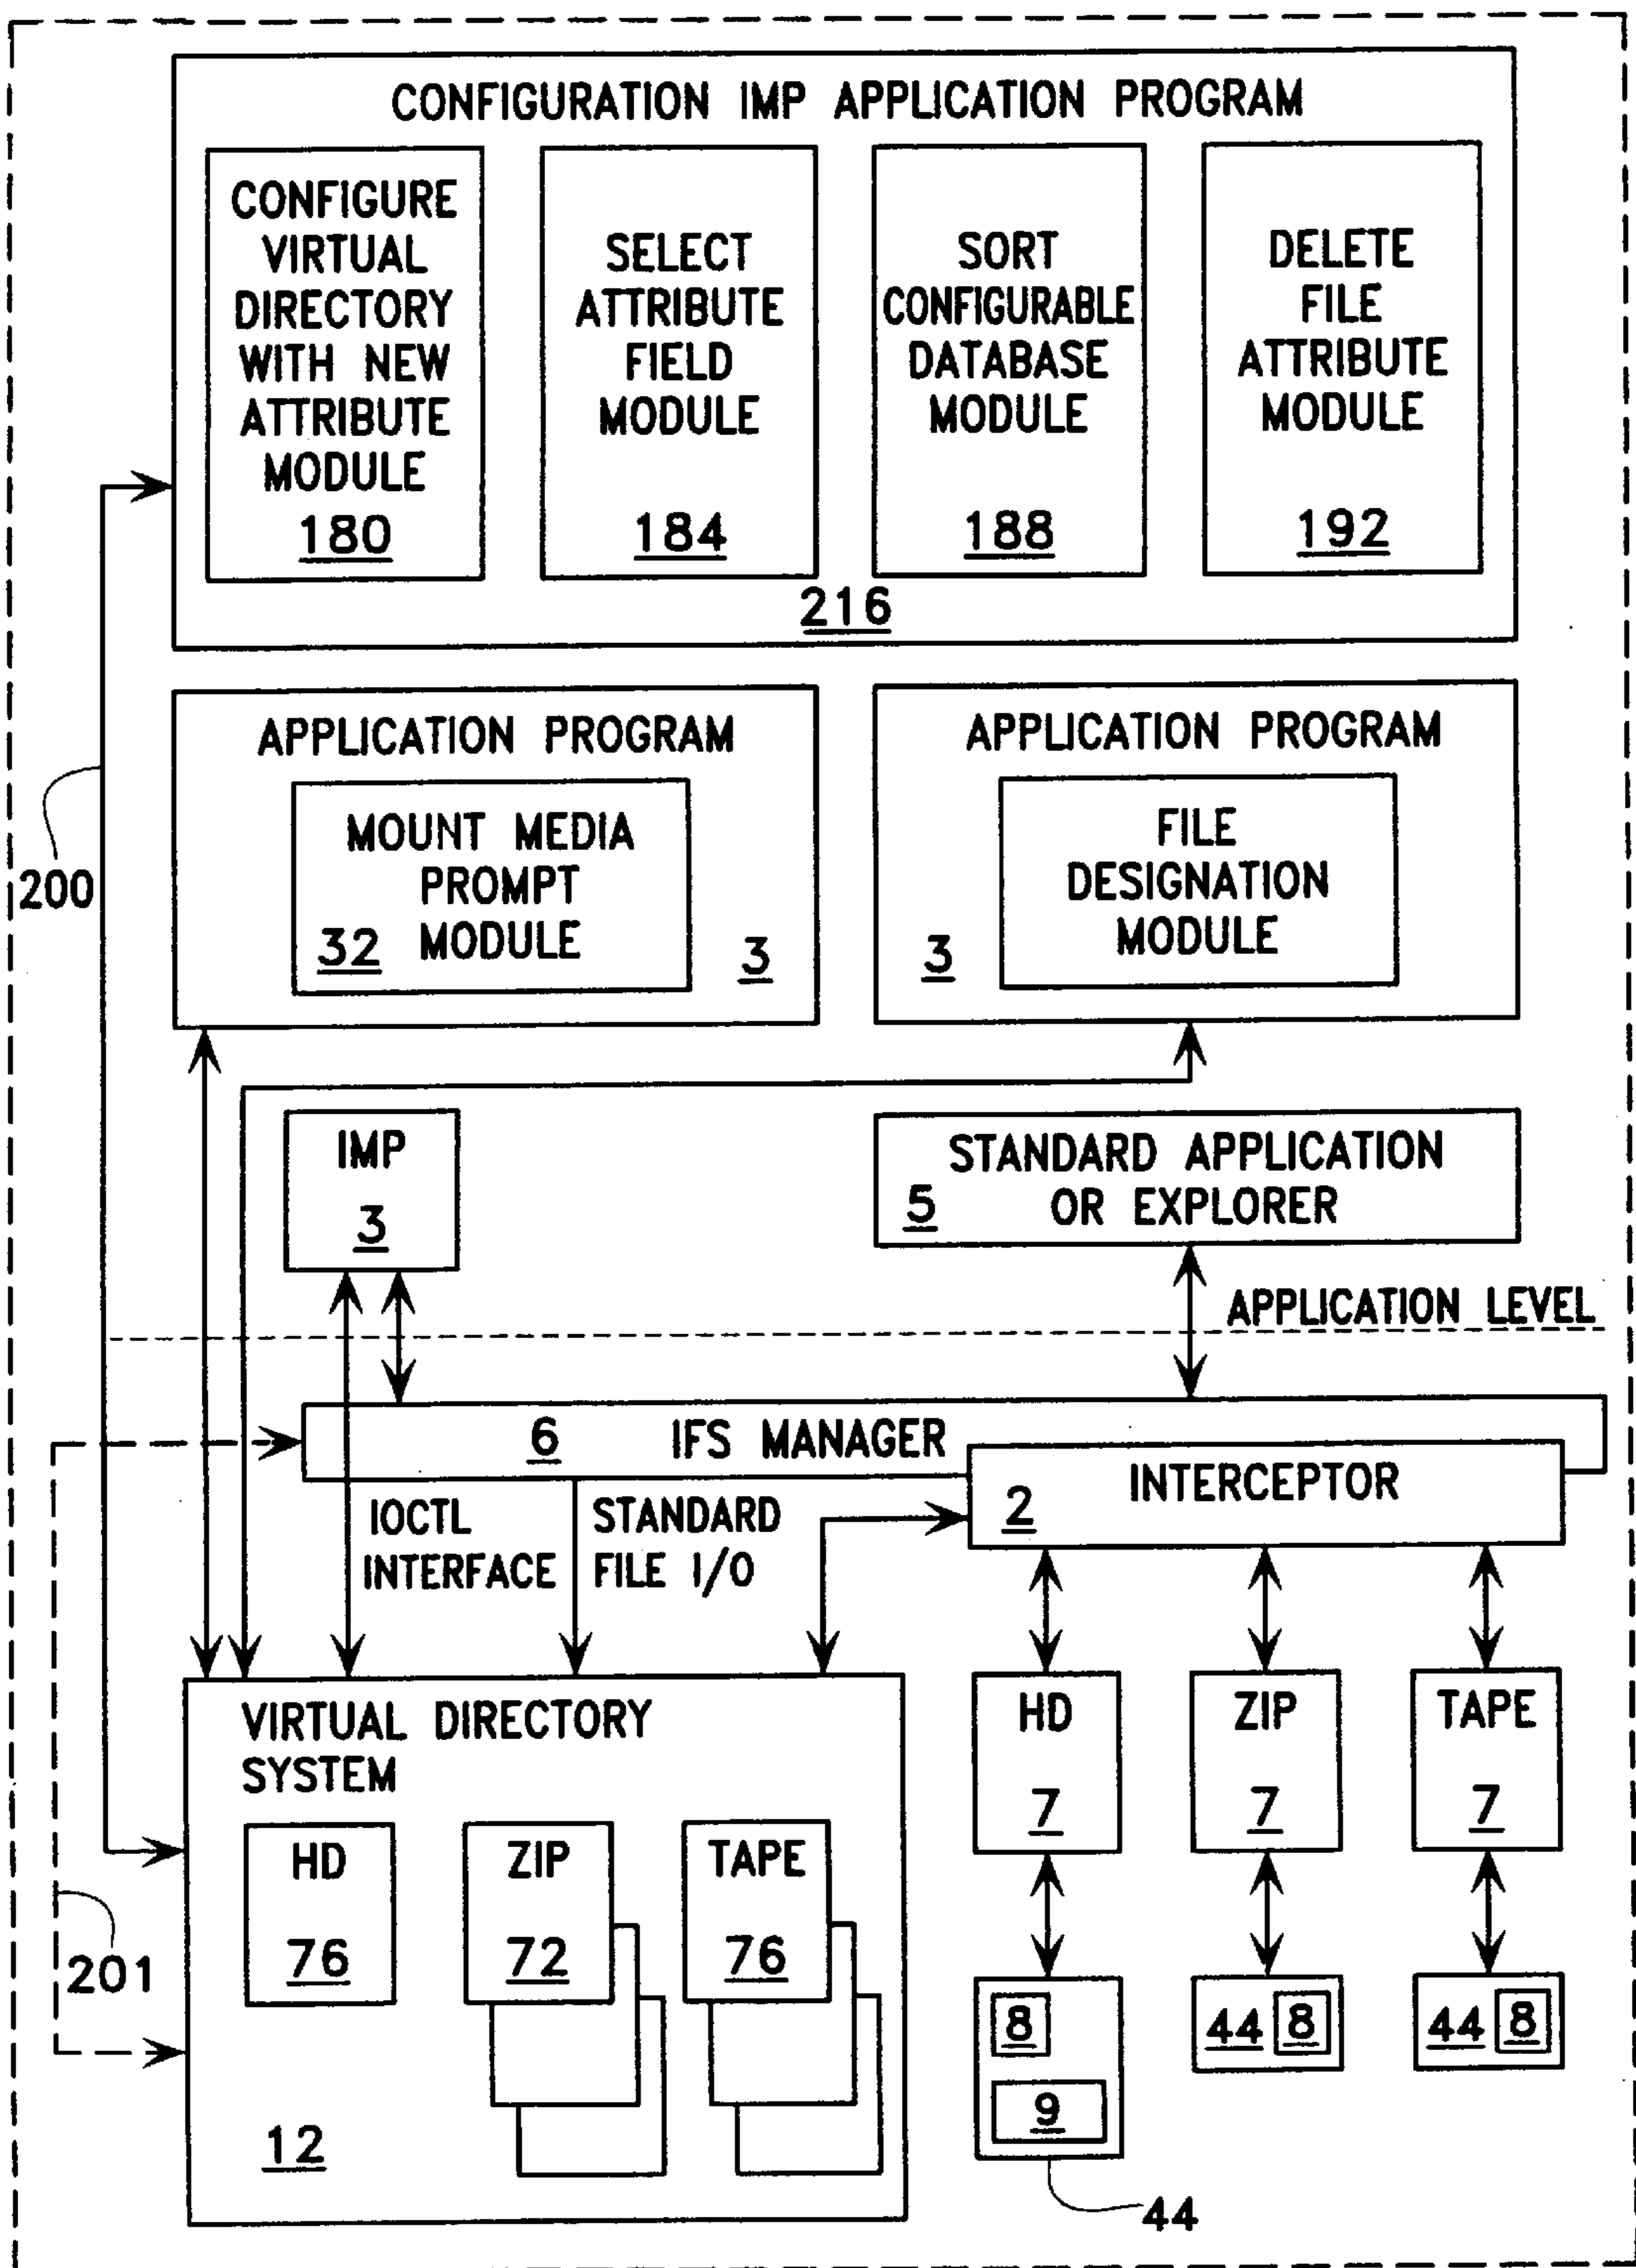 CONFIGURATION IMP APPLICATION PROGRAM
CONFIGURE
VIRTUAL
DIRECTORY
WITH NEW
ATTRIBUTE
MODULE
180
SELECT
ATTRIBUTE
FIELD
MODULE
184
SORT
CONFIGURABLE
DATABASE
MODULE
188
DELETE
FILE
ATTRIBUTE
MODULE
192
216
APPLICATION PROGRAM
MOUNT MEDIA
PROMPT
MODULE
32
3
APPLICATION PROGRAM
FILE
DESIGNATION
MODULE
3
200
IMP
3
STANDARD APPLICATION
OR EXPLORER
5
APPLICATION LEVEL
6 IFS MANAGER
INTERCEPTOR
2
IOCTL
INTERFACE
STANDARD
FILE I/O
VIRTUAL DIRECTORY
SYSTEM
HD
76
ZIP
72
TAPE
76
12
201
HD
7
ZIP
7
TAPE
7
8
9
44 8
44 8
44